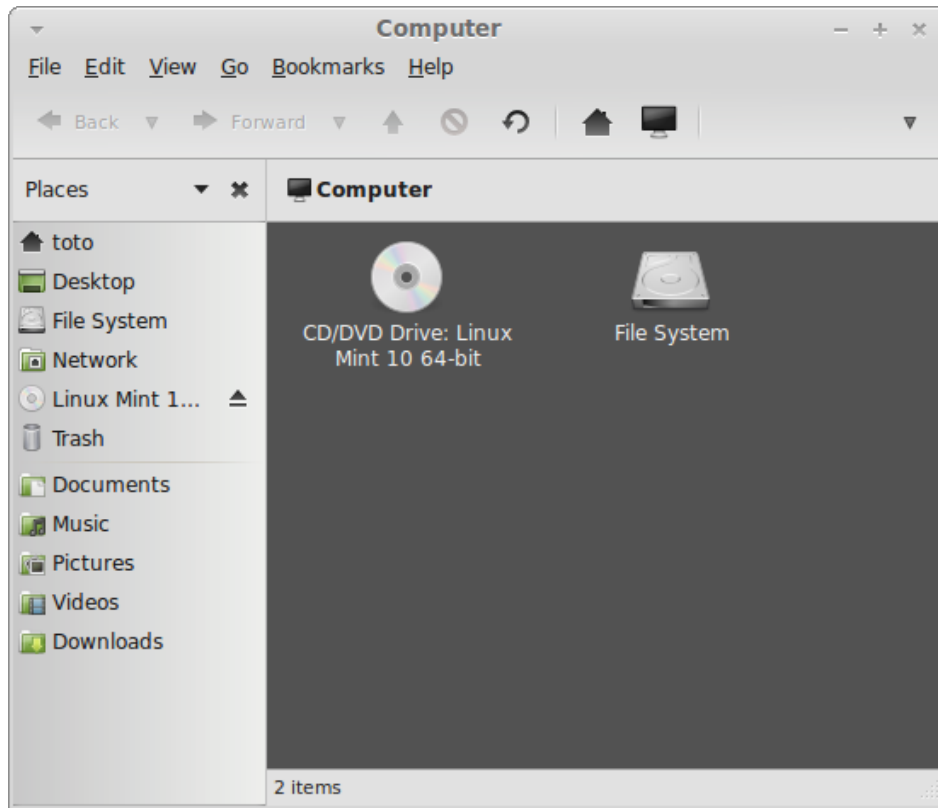 Computer
File Edit View Go Bookmarks Help
Back Forward
Places
Computer
toto
Desktop
File System
Network
Linux Mint 1...
Trash
Documents
Music
Pictures
Videos
Downloads
CD/DVD Drive: Linux
Mint 10 64-bit
File System
2 items